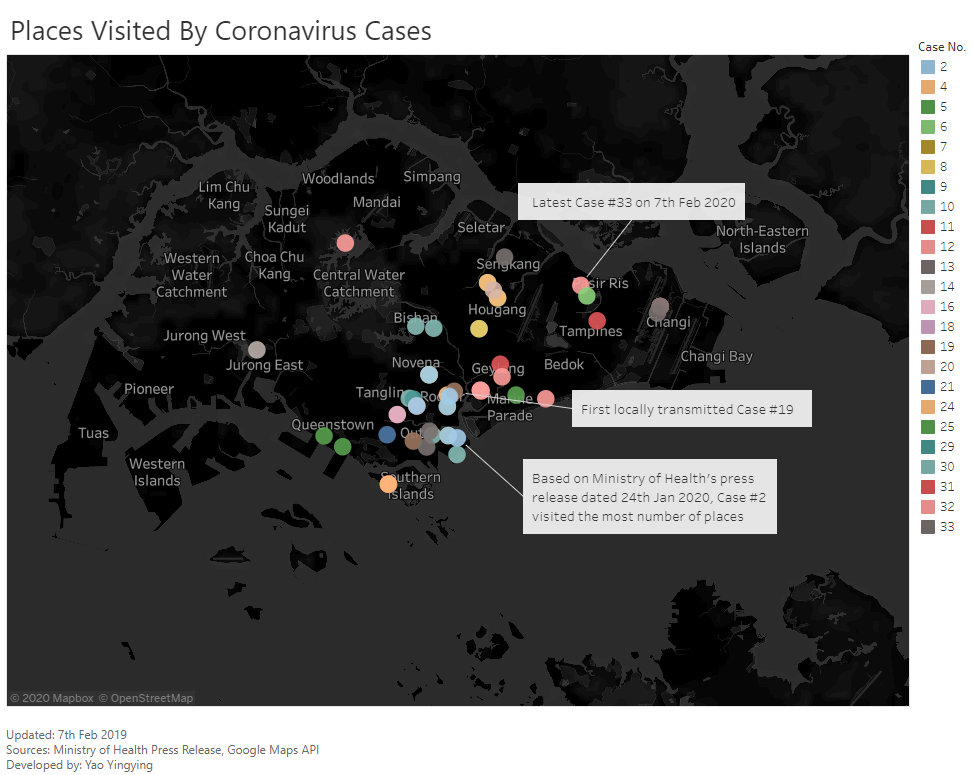 Places Visited By Coronavirus Cases
Case No.
2
4
5
6
7
8
9
10
11
12
13
14
16
18
19
20
21
24
25
29
30
31
32
33
Woodlands
Simpang
Lim Chu
Kang
Mandai
Latest Case #33 on 7th Feb 2020
Sungei
Kadut
Seletar
North-Eastern
Islands
Western
Water
Catchment
Choa Chu
Kang
Sengkang
Central Water
Catchment
Pasir Ris
Hougang
Bishan
Changi
Tampines
Jurong West
Changi Bay
Jurong East
Novena
Geylang
Bedok
Pioneer
Tanglin
Marine
Parade
First locally transmitted Case #19
Queenstown
Tuas
Western
Islands
Southern
Islands
Based on Ministry of Health's press
release dated 24th Jan 2020, Case #2
visited the most number of places
© 2020 Mapbox © OpenStreetMap
Updated: 7th Feb 2019
Sources: Ministry of Health Press Release, Google Maps API
Developed by: Yao Yingying